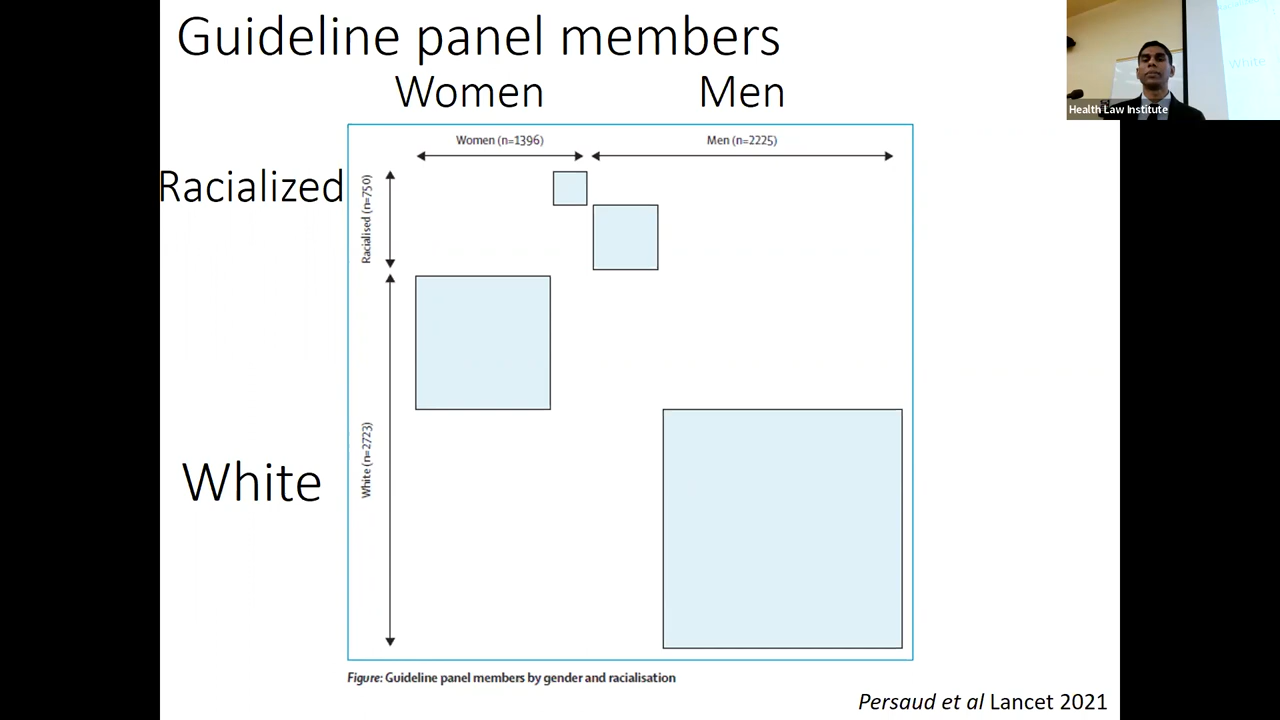 Guideline panel members
Women Men
Women (n=1396) Men (n=2225)
Racialized
Racialised (n=750)
White
White (n=2723)
Figure: Guideline panel members by gender and racialisation
Persaud et al Lancet 2021
Health Law Institute
White